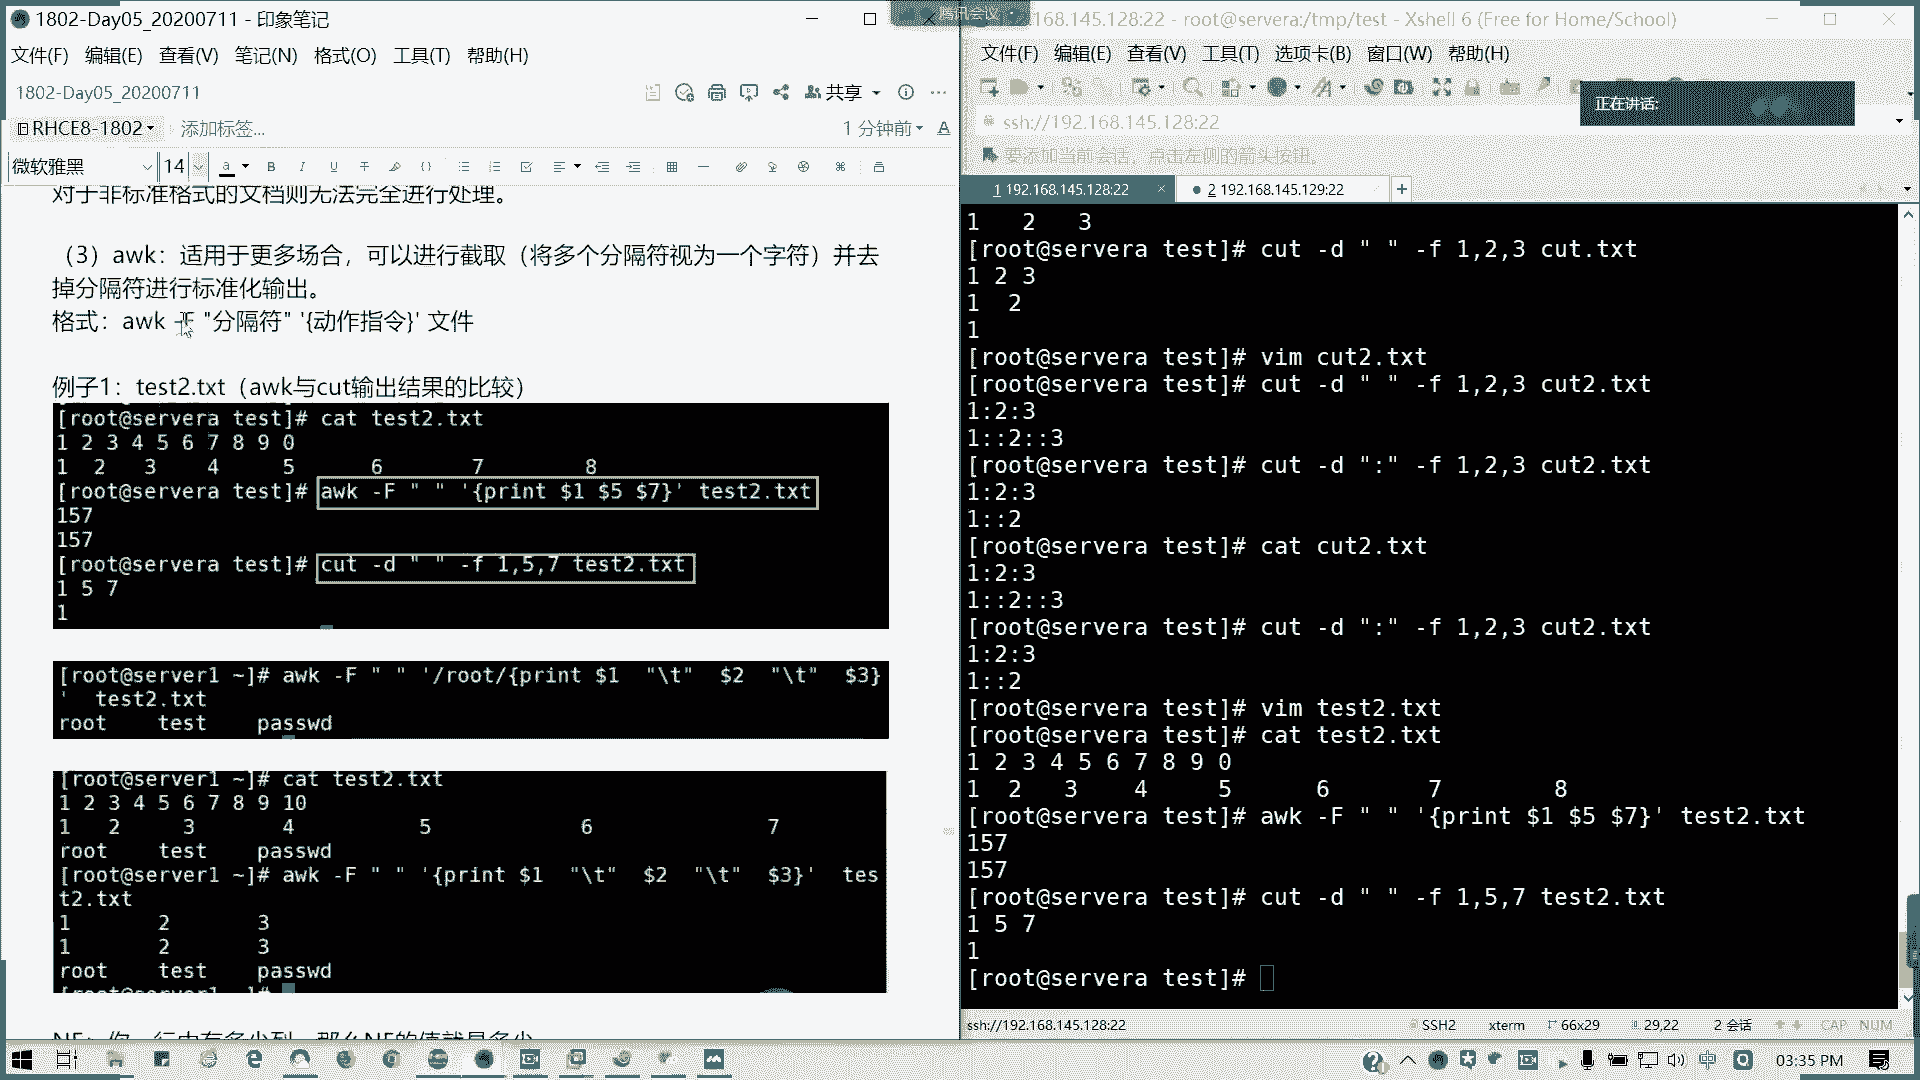 1802-Day05_20200711 - 印象笔记
文件(F) 编辑(E) 查看(V) 笔记(N) 格式(O) 工具(T) 帮助(H)
1802-Day05_20200711
共享
RHCE8-1802
添加标签...
1 分钟前
微软雅黑
14
对于非标准格式的文档则无法完全进行处理。
（3）awk：适用于更多场合，可以进行截取（将多个分隔符视为一个字符）并去
掉分隔符进行标准化输出。
格式：awk -F "分隔符" '{动作指令}' 文件
例子1：test2.txt（awk与cut输出结果的比较）
[root@servera test]# cat test2.txt
1 2 3 4 5 6 7 8 9 0
1  2   3    4     5      6       7        8
[root@servera test]# awk -F " " '{print $1 $5 $7}' test2.txt
157
157
[root@servera test]# cut -d " " -f 1,5,7 test2.txt
1 5 7
1
[root@server1 ~]# awk -F " " '/root/{print $1  "\t"  $2  "\t"  $3}
'  test2.txt
root    test    passwd
[root@server1 ~]# cat test2.txt
1 2 3 4 5 6 7 8 9 10
1   2     3       4          5            6              7
root    test    passwd
[root@server1 ~]# awk -F " " '{print $1  "\t"  $2  "\t"  $3}'  tes
t2.txt
1       2       3
1       2       3
root    test    passwd
腾讯会议
168.145.128:22 - root@servera:/tmp/test - Xshell 6 (Free for Home/School)
文件(F) 编辑(E) 查看(V) 工具(T) 选项卡(B) 窗口(W) 帮助(H)
正在讲话:
ssh://192.168.145.128:22
要添加当前会话，点击左侧的箭头按钮。
1 192.168.145.128:22
2 192.168.145.129:22
1   2   3
[root@servera test]# cut -d " " -f 1,2,3 cut.txt
1 2 3
1  2
1
[root@servera test]# vim cut2.txt
[root@servera test]# cut -d " " -f 1,2,3 cut2.txt
1:2:3
1::2::3
[root@servera test]# cut -d ":" -f 1,2,3 cut2.txt
1:2:3
1::2
[root@servera test]# cat cut2.txt
1:2:3
1::2::3
[root@servera test]# cut -d ":" -f 1,2,3 cut2.txt
1:2:3
1::2
[root@servera test]# vim test2.txt
[root@servera test]# cat test2.txt
1 2 3 4 5 6 7 8 9 0
1  2   3    4     5      6       7        8
[root@servera test]# awk -F " " '{print $1 $5 $7}' test2.txt
157
157
[root@servera test]# cut -d " " -f 1,5,7 test2.txt
1 5 7
1
[root@servera test]#
ssh://192.168.145.128:22
SSH2
xterm
66x29
29,22
2 会话
CAP NUM
中
03:35 PM